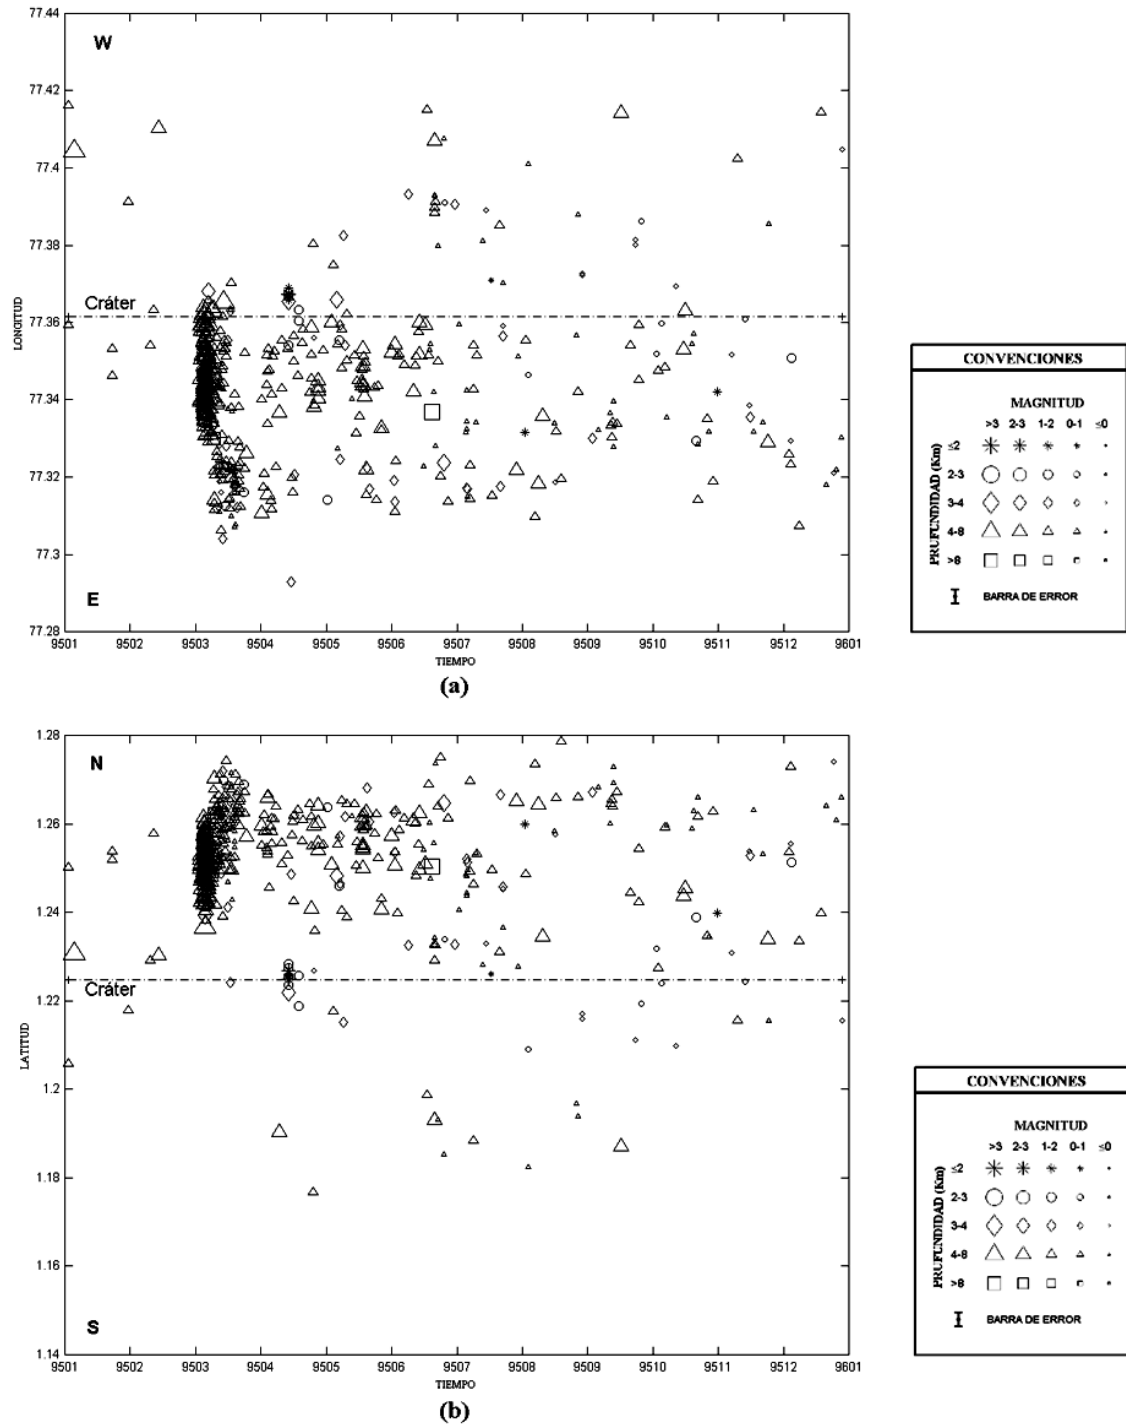 77.44
W
77.42
77.4
77.38
Cráter
77.36
LONGITUD
77.34
77.32
77.3
E
77.28
9501 9502 9503 9504 9505 9506 9507 9508 9509 9510 9511 9512 9601
TIEMPO
(a)
CONVENCIONES
MAGNITUD
>3 2-3 1-2 0-1 ≤0
PRUFUNDIDAD (Km)
≤2
2-3
3-4
4-8
>8
BARRA DE ERROR
1.28
N
1.26
1.24
Cráter
1.22
LATITUD
1.2
1.18
1.16
S
1.14
9501 9502 9503 9504 9505 9506 9507 9508 9509 9510 9511 9512 9601
TIEMPO
(b)
CONVENCIONES
MAGNITUD
>3 2-3 1-2 0-1 ≤0
PRUFUNDIDAD (Km)
≤2
2-3
3-4
4-8
>8
BARRA DE ERROR